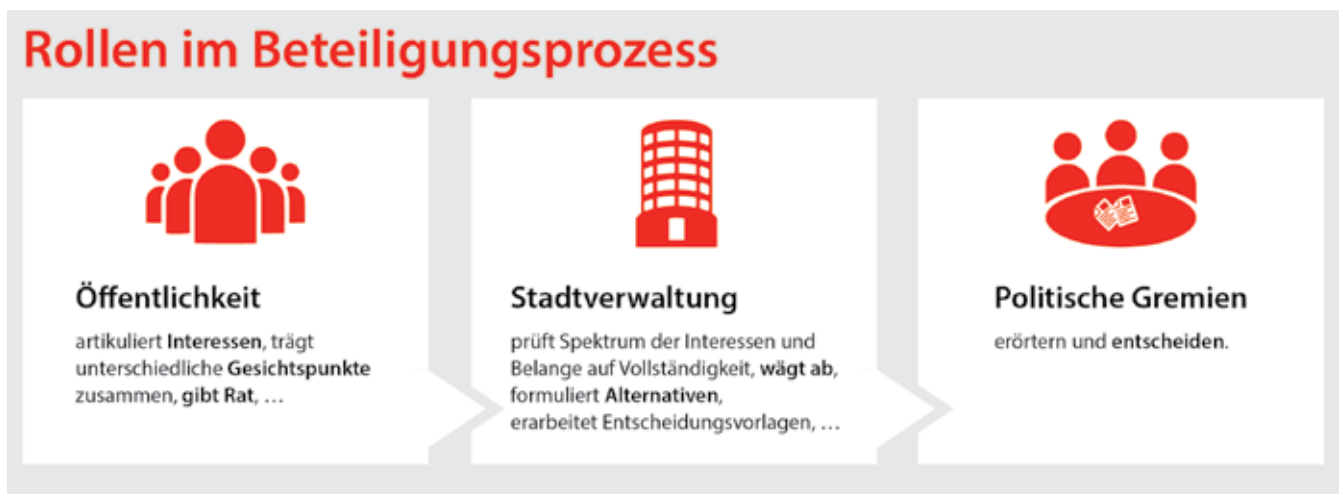 Rollen im Beteiligungsprozess
Öffentlichkeit
artikuliert Interessen, trägt
unterschiedliche Gesichtspunkte
zusammen, gibt Rat, …
Stadtverwaltung
prüft Spektrum der Interessen und
Belange auf Vollständigkeit, wägt ab,
formuliert Alternativen,
erarbeitet Entscheidungsvorlagen, …
Politische Gremien
erörtern und entscheiden.